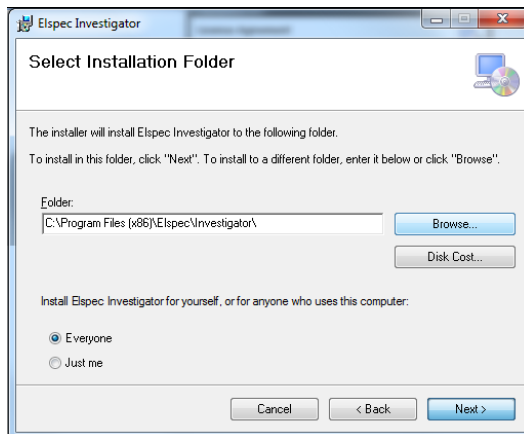 Elspec Investigator
Select Installation Folder
The installer will install Elspec Investigator to the following folder.
To install in this folder, click "Next". To install to a different folder, enter it below or click "Browse".
Folder:
C:\Program Files (x86)\Elspec\Investigator\
Browse...
Disk Cost...
Install Elspec Investigator for yourself, or for anyone who uses this computer:
Everyone
Just me
Cancel
< Back
Next >